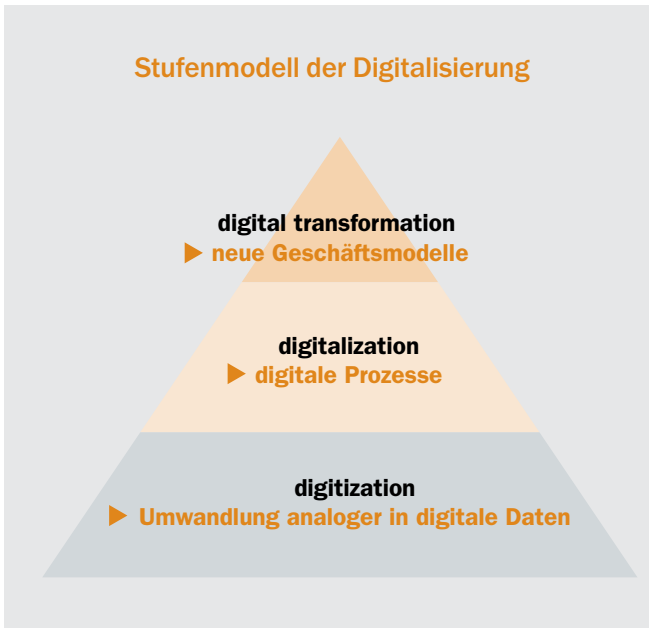 Stufenmodell der Digitalisierung
digital transformation
▶ neue Geschäftsmodelle
digitalization
▶ digitale Prozesse
digitization
▶ Umwandlung analoger in digitale Daten